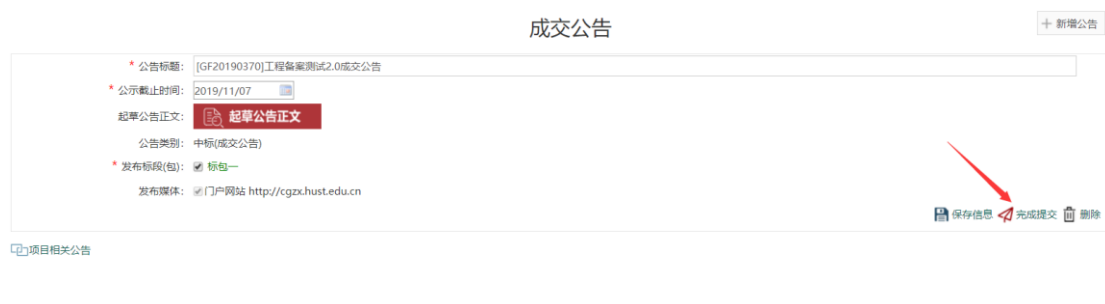 成交公告
新增公告
* 公告标题: [GF20190370]工程备案测试2.0成交公告
* 公示截止时间: 2019/11/07
起草公告正文: 起草公告正文
公告类别: 中标(成交公告)
* 发布标段(包): 标包一
发布媒体: 门户网站 http://cgzx.hust.edu.cn
保存信息 完成提交 删除
项目相关公告